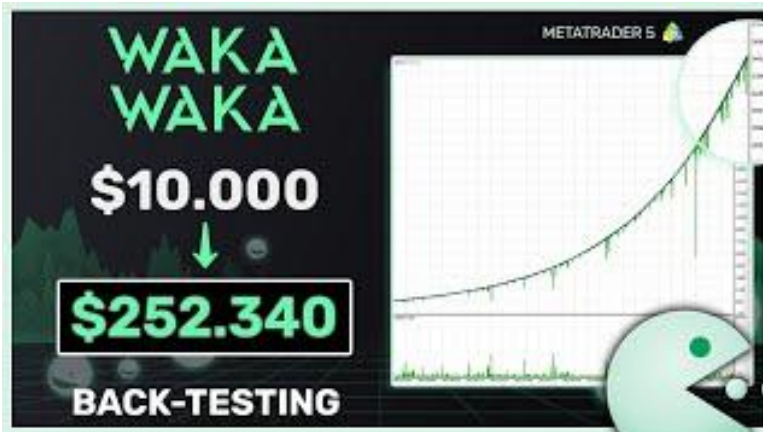 WAKA
WAKA
$10.000
$252.340
BACK-TESTING
METATRADER 5